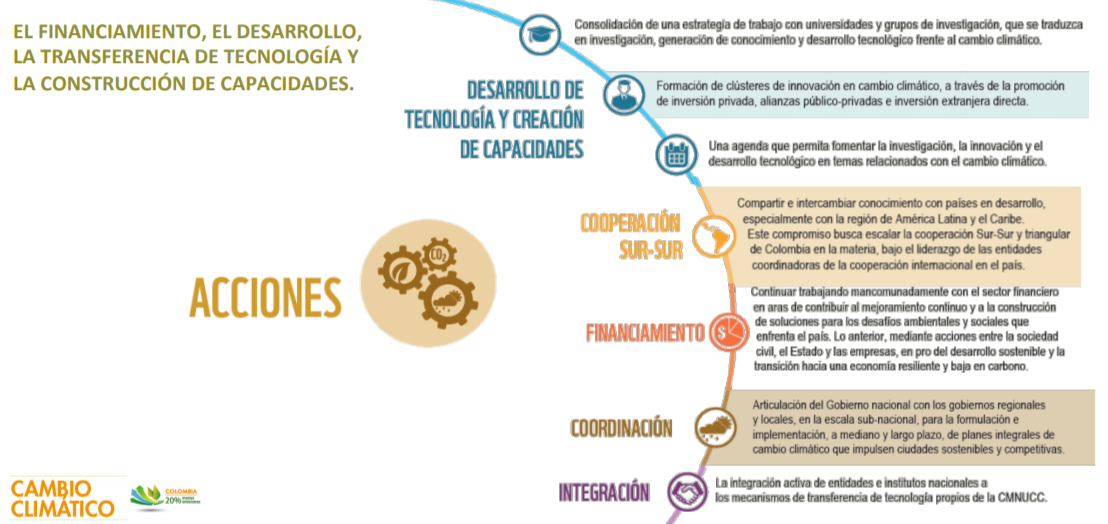 EL FINANCIAMIENTO, EL DESARROLLO,
LA TRANSFERENCIA DE TECNOLOGÍA Y
LA CONSTRUCCIÓN DE CAPACIDADES.
Consolidación de una estrategia de trabajo con universidades y grupos de investigación, que se traduzca
en investigación, generación de conocimiento y desarrollo tecnológico frente al cambio climático.
DESARROLLO DE
TECNOLOGÍA Y CREACIÓN
DE CAPACIDADES
Formación de clústeres de innovación en cambio climático, a través de la promoción
de inversión privada, alianzas público-privadas e inversión extranjera directa.
Una agenda que permita fomentar la investigación, la innovación y el
desarrollo tecnológico en temas relacionados con el cambio climático.
COOPERACIÓN
SUR-SUR
Compartir e intercambiar conocimiento con países en desarrollo,
especialmente con la región de América Latina y el Caribe.
Este compromiso busca escalar la cooperación Sur-Sur y triangular
de Colombia en la materia, bajo el liderazgo de las entidades
coordinadoras de la cooperación internacional en el país.
ACCIONES
CO2
FINANCIAMIENTO
$
Continuar trabajando mancomunadamente con el sector financiero
en aras de contribuir al mejoramiento continuo y a la construcción
de soluciones para los desafíos ambientales y sociales que
enfrenta el país. Lo anterior, mediante acciones entre la sociedad
civil, el Estado y las empresas, en pro del desarrollo sostenible y la
transición hacia una economía resiliente y baja en carbono.
COORDINACIÓN
Articulación del Gobierno nacional con los gobiernos regionales
y locales, en la escala sub-nacional, para la formulación e
implementación, a mediano y largo plazo, de planes integrales de
cambio climático que impulsen ciudades sostenibles y competitivas.
INTEGRACIÓN
La integración activa de entidades e institutos nacionales a
los mecanismos de transferencia de tecnología propios de la CMNUCC.
CAMBIO
CLIMÁTICO
COLOMBIA
20%